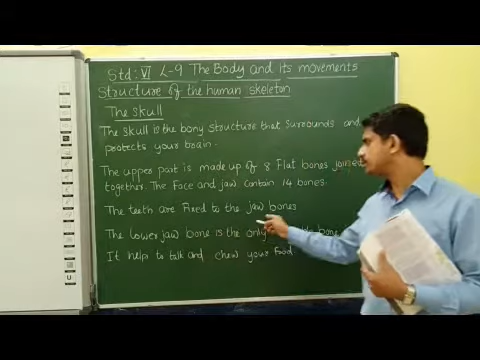 Std: VI L-9 The Body and its movements
Structure of the human skeleton
The skull
The skull is the bony structure that surrounds and
protects your brain.
The upper part is made up of 8 Flat bones joined
together. The Face and jaw contain 14 bones.
The teeth are Fixed to the jaw bones
The lower jaw bone is the only bone
It help to talk and chew your Food